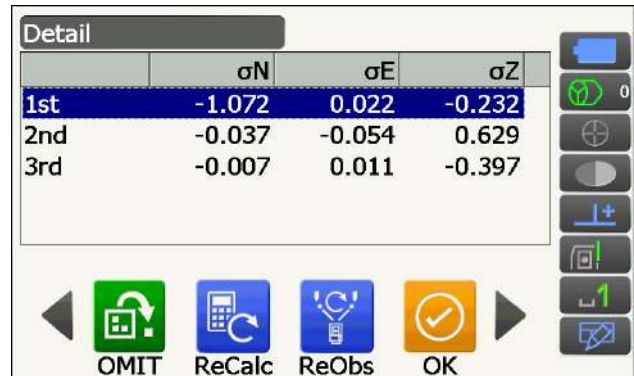 Detail
σN σE σZ
1st -1.072 0.022 -0.232
2nd -0.037 -0.054 0.629
3rd -0.007 0.011 -0.397
0
1
OMIT ReCalc ReObs OK